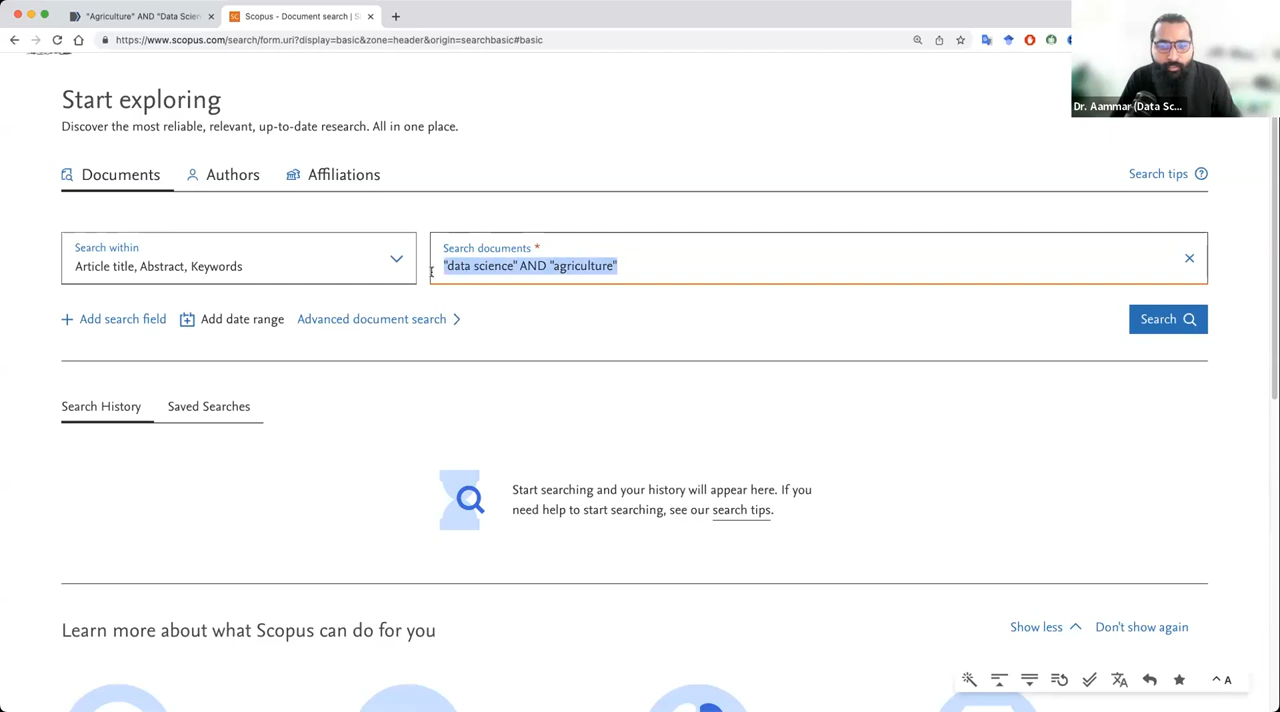 "Agriculture" AND "Data Scien
Scopus - Document search | Si
https://www.scopus.com/search/form.uri?display=basic&zone=header&origin=searchbasic#basic
Dr. Aammar (Data Sc...
Start exploring
Discover the most reliable, relevant, up-to-date research. All in one place.
Documents
Authors
Affiliations
Search tips
Search within
Article title, Abstract, Keywords
Search documents *
"data science" AND "agriculture"
Add search field
Add date range
Advanced document search
Search
Search History
Saved Searches
Start searching and your history will appear here. If you
need help to start searching, see our search tips.
Learn more about what Scopus can do for you
Show less
Don't show again
A